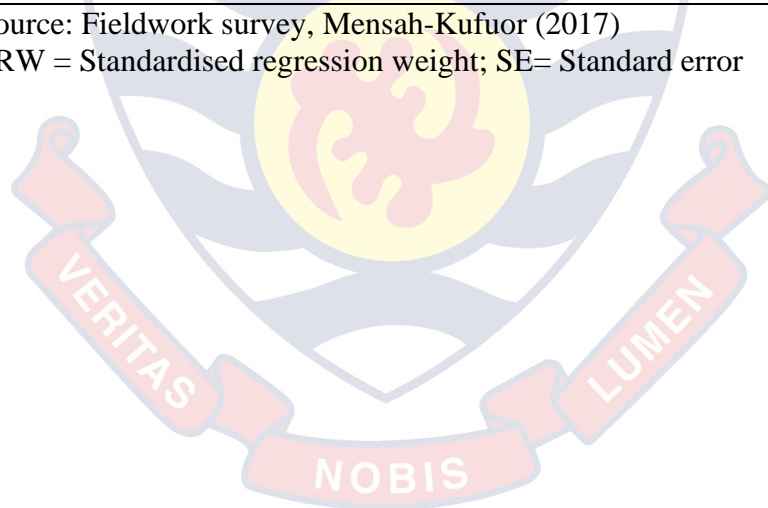 ource: Fieldwork survey, Mensah-Kufuor (2017)
RW = Standardised regression weight; SE= Standard error
VERITAS
NOBIS
LUMEN